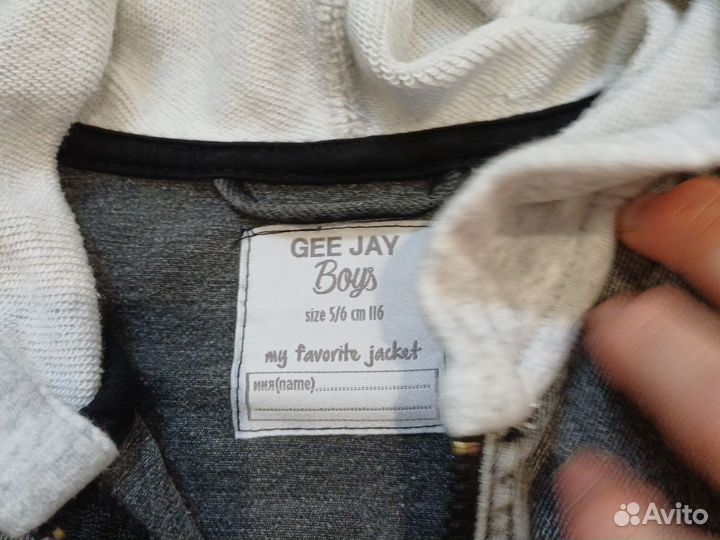 GEE JAY
Boys
size 5/6 cm 116
my favorite jacket
имя(name)
Avito